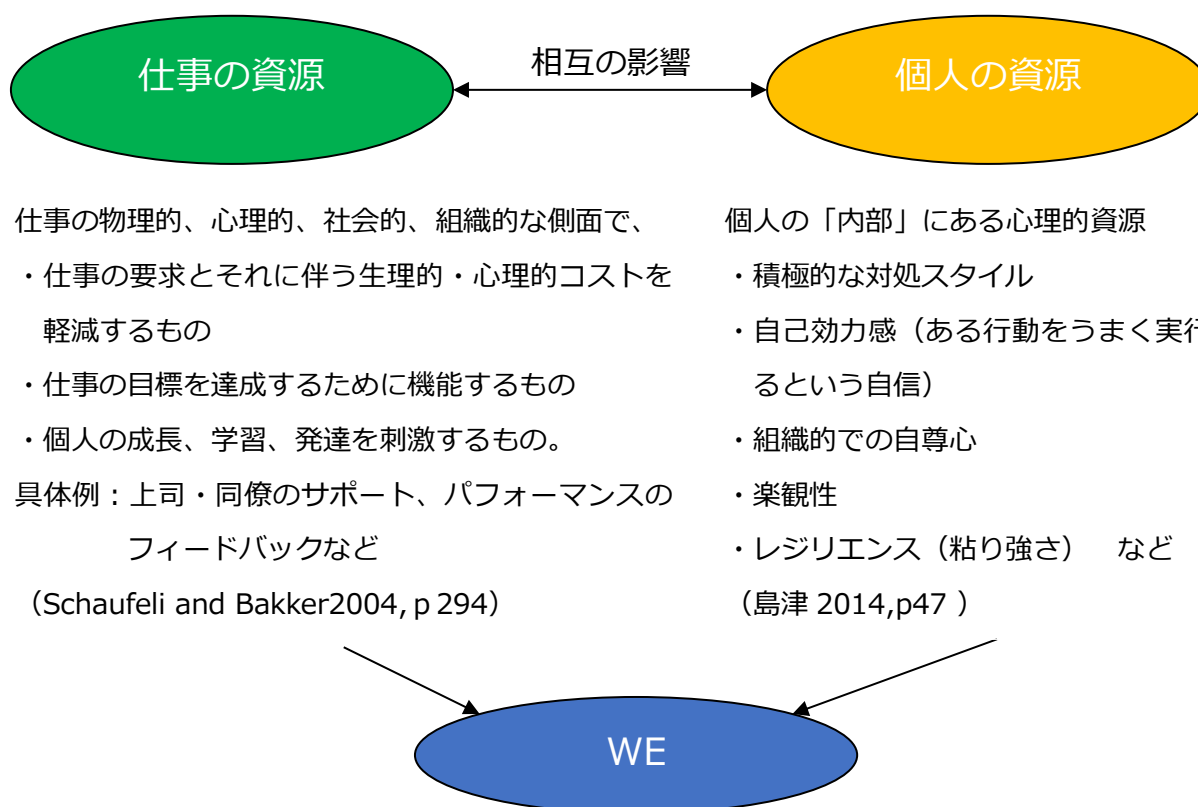 仕事の資源
相互の影響
個人の資源
仕事の物理的、心理的、社会的、組織的な側面で、
・仕事の要求とそれに伴う生理的・心理的コストを
軽減するもの
・仕事の目標を達成するために機能するもの
・個人の成長、学習、発達を刺激するもの。
具体例：上司・同僚のサポート、パフォーマンスの
フィードバックなど
（Schaufeli and Bakker2004,ｐ294）
個人の「内部」にある心理的資源
・積極的な対処スタイル
・自己効力感（ある行動をうまく実行
るという自信）
・組織的での自尊心
・楽観性
・レジリエンス（粘り強さ）　など
（島津 2014,p47 ）
WE